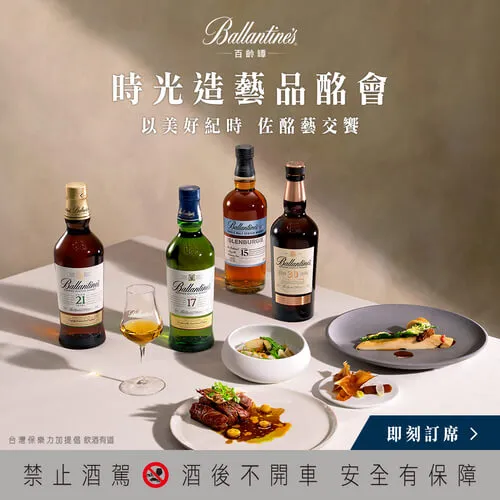 Ballantine's
百齡罈
時光造藝品酩會
以美好紀時 佐酩藝交饗
Ballantine's
21
Ballantine's
17
Ballantine's
GLENBURGIE
15
Ballantine's
30
台灣保樂力加提倡 飲酒有道
即刻訂席 >
禁止酒駕 酒後不開車 安全有保障